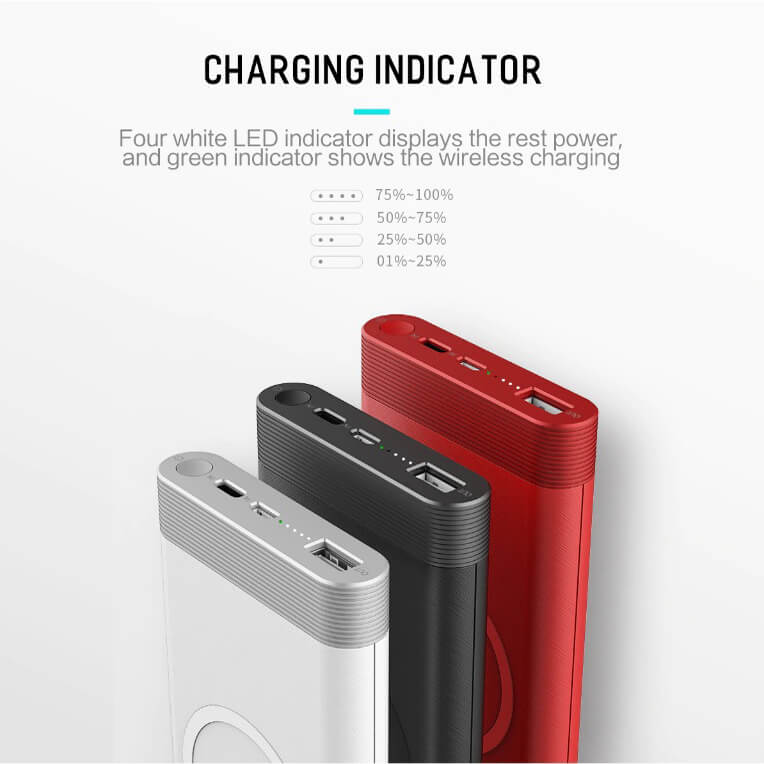 CHARGING INDICATOR
Four white LED indicator displays the rest power,
and green indicator shows the wireless charging
75%~100%
50%~75%
25%~50%
01%~25%